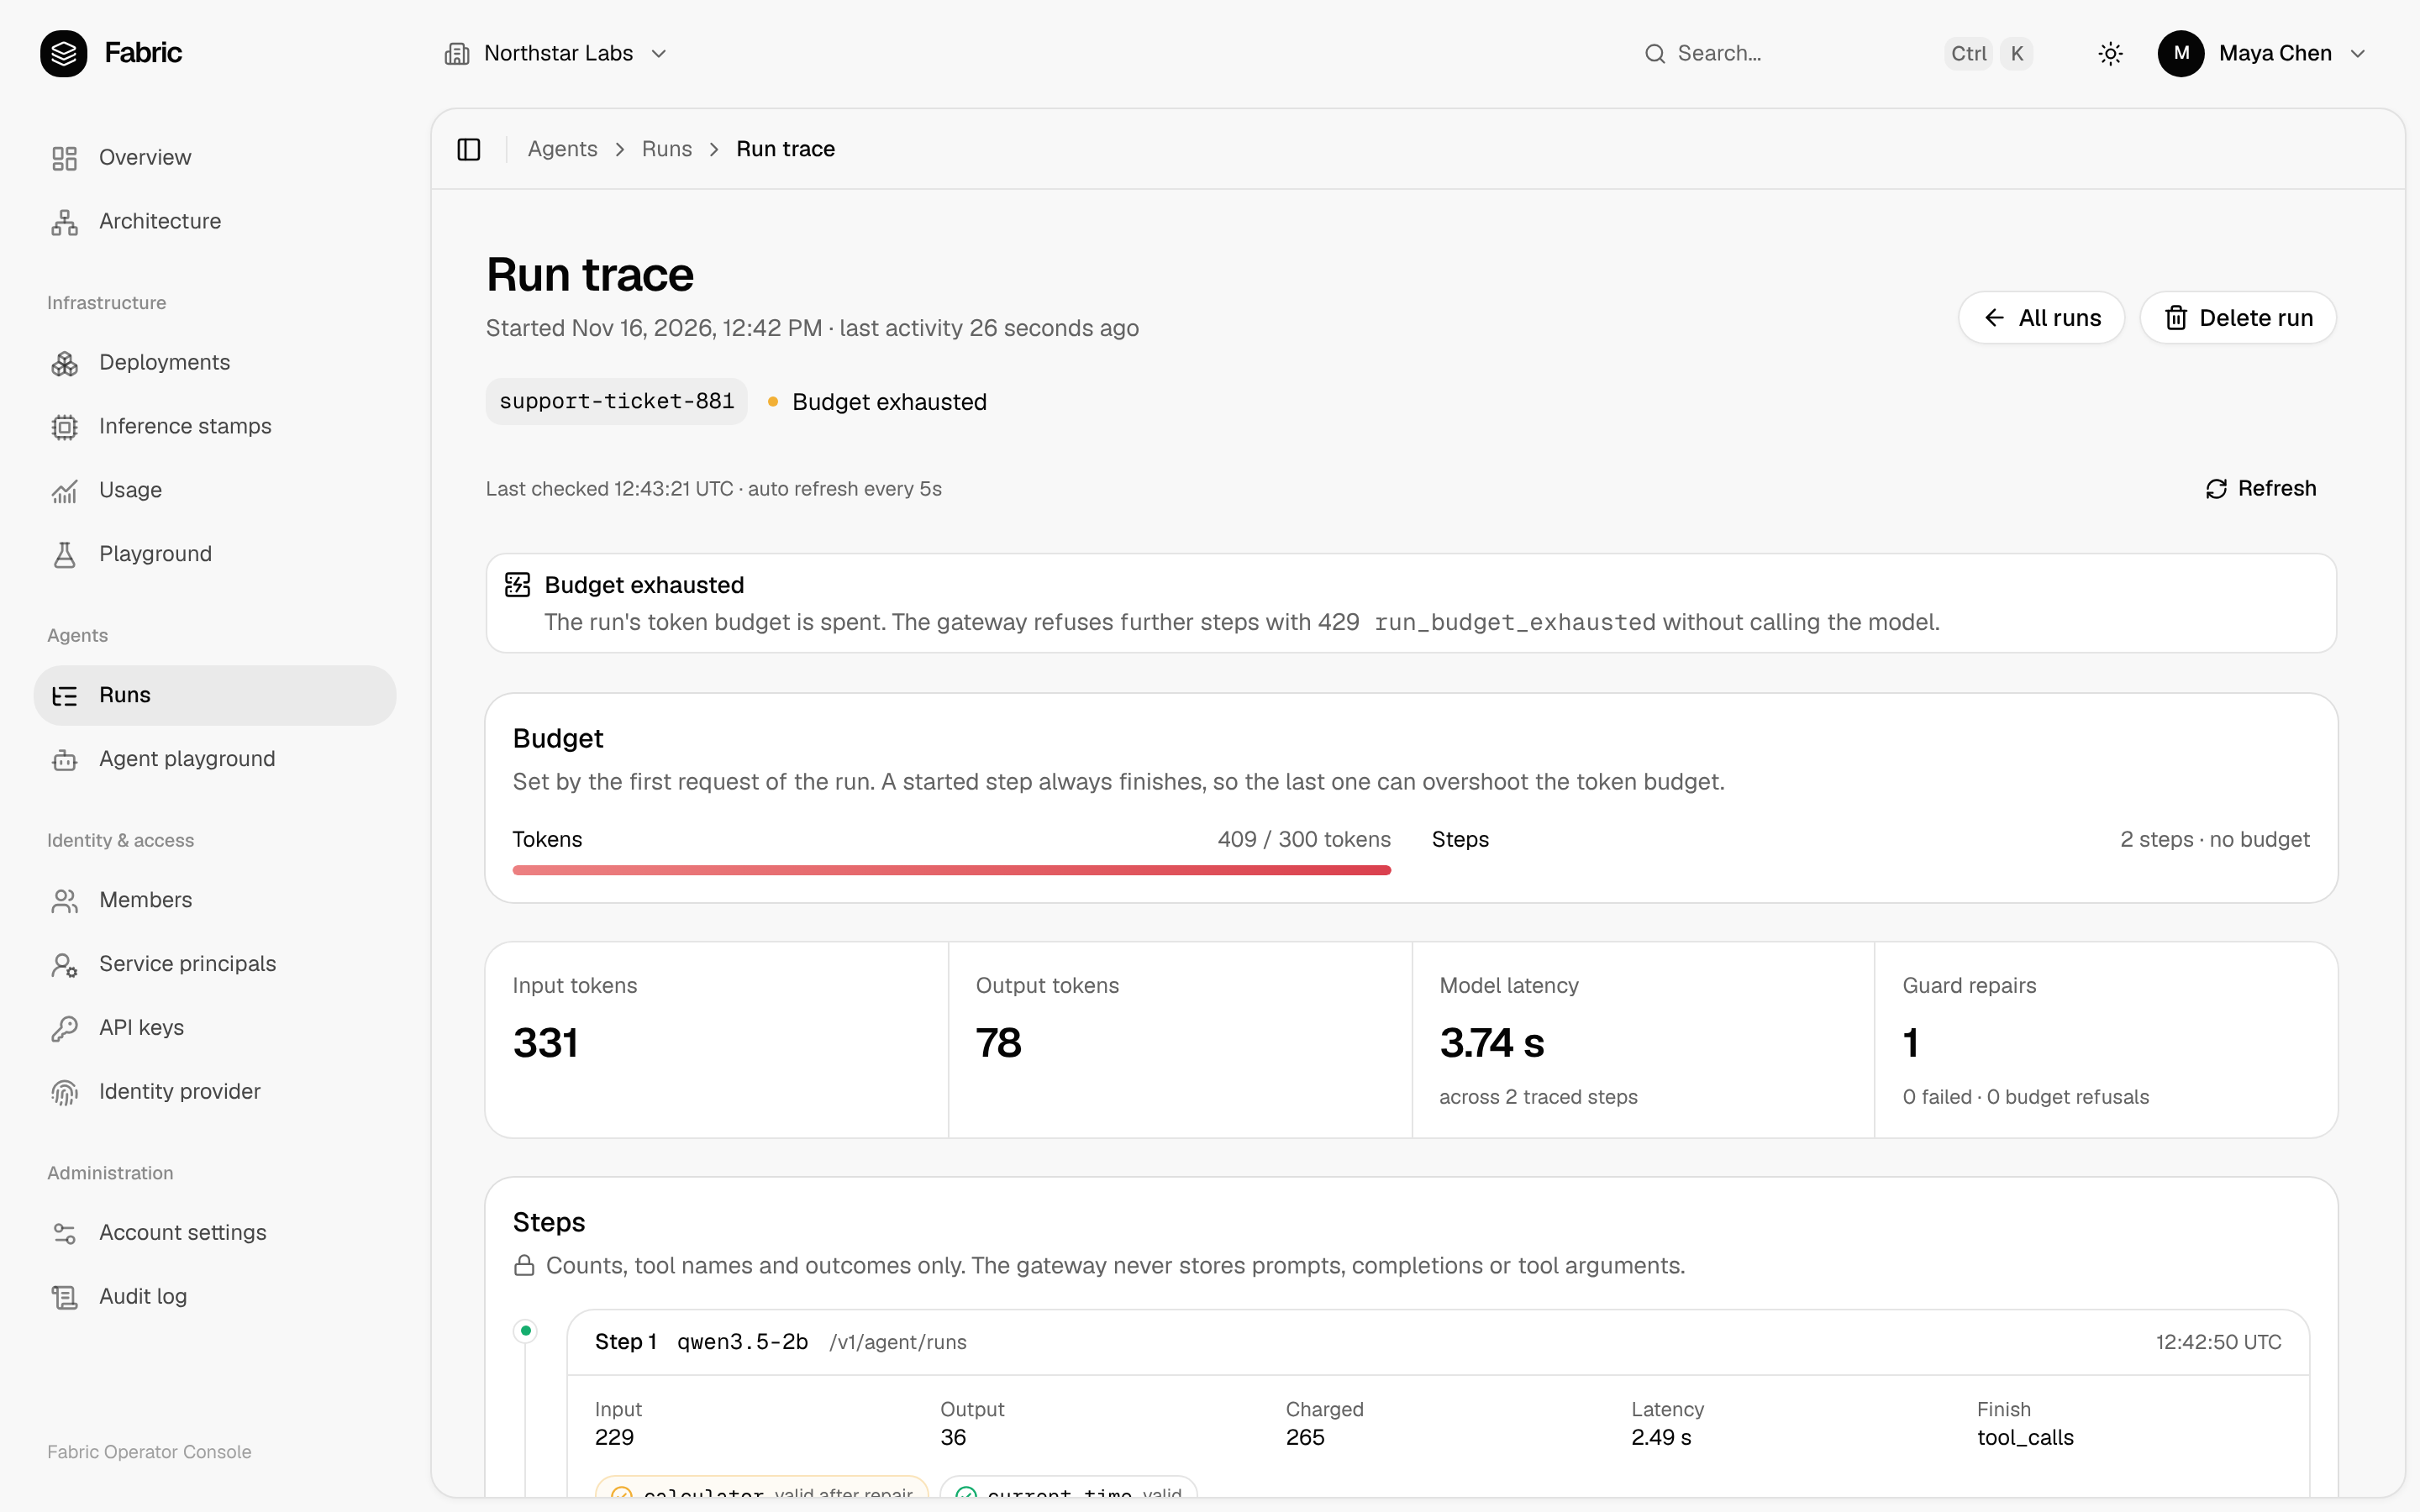 Fabric
Northstar Labs
Search...
Ctrl K
M
Maya Chen
Overview
Architecture
Infrastructure
Deployments
Inference stamps
Usage
Playground
Agents
Runs
Agent playground
Identity & access
Members
Service principals
API keys
Identity provider
Administration
Account settings
Audit log
Fabric Operator Console
Agents > Runs > Run trace
Run trace
Started Nov 16, 2026, 12:42 PM · last activity 26 seconds ago
All runs
Delete run
support-ticket-881
Budget exhausted
Last checked 12:43:21 UTC · auto refresh every 5s
Refresh
Budget exhausted
The run's token budget is spent. The gateway refuses further steps with 429 run_budget_exhausted without calling the model.
Budget
Set by the first request of the run. A started step always finishes, so the last one can overshoot the token budget.
Tokens 409 / 300 tokens
Steps 2 steps · no budget
Input tokens
331
Output tokens
78
Model latency
3.74 s
across 2 traced steps
Guard repairs
1
0 failed · 0 budget refusals
Steps
Counts, tool names and outcomes only. The gateway never stores prompts, completions or tool arguments.
Step 1 qwen3.5-2b /v1/agent/runs 12:42:50 UTC
Input
229
Output
36
Charged
265
Latency
2.49 s
Finish
tool_calls
calculator valid after repair
current_time valid